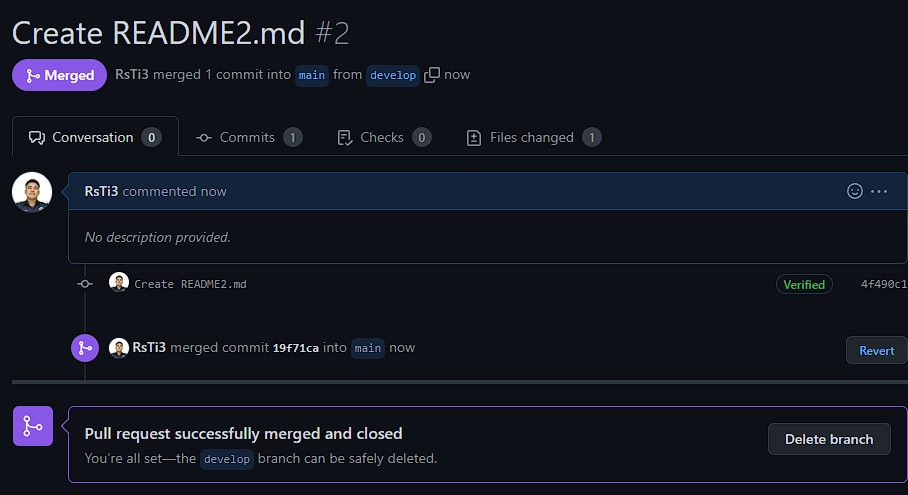 Create README2.md #2
Merged RsTi3 merged 1 commit into main from develop now
Conversation 0 Commits 1 Checks 0 Files changed 1
RsTi3 commented now
No description provided.
Create README2.md Verified 4f490c1
RsTi3 merged commit 19f71ca into main now Revert
Pull request successfully merged and closed
You're all set—the develop branch can be safely deleted.
Delete branch